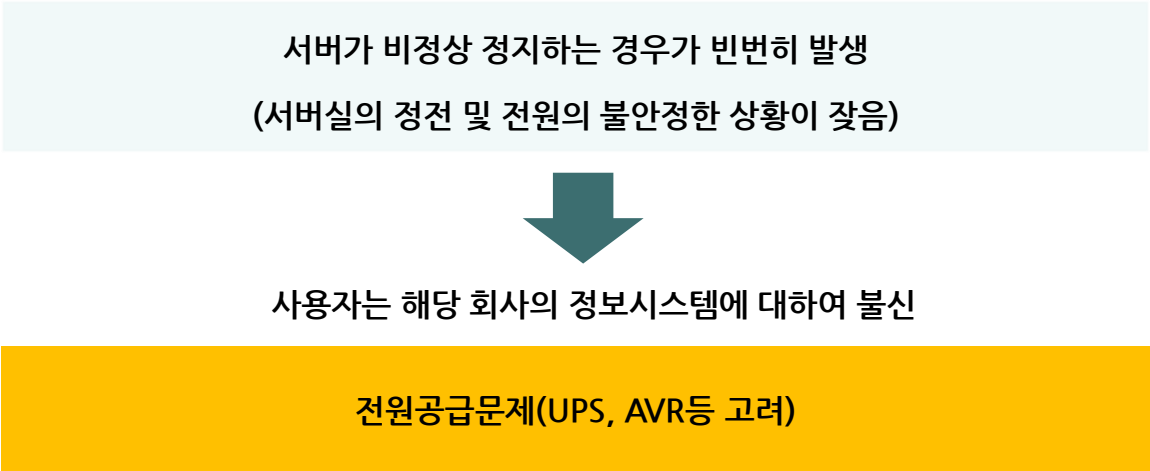 서버가 비정상 정지하는 경우가 빈번히 발생
(서버실의 정전 및 전원의 불안정한 상황이 잦음)
사용자는 해당 회사의 정보시스템에 대하여 불신
전원공급문제(UPS, AVR등 고려)